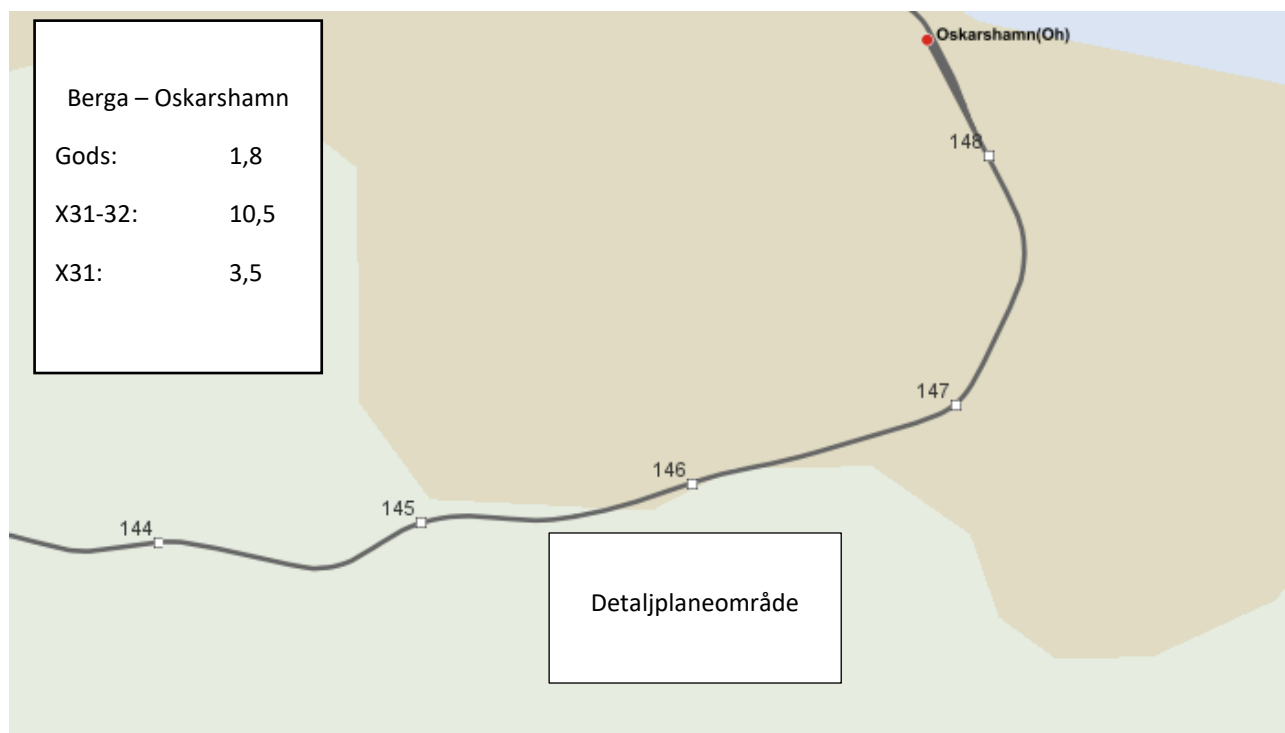 Berga – Oskarshamn
Gods: 1,8
X31-32: 10,5
X31: 3,5
Oskarshamn(Oh)
148
147
146
145
144
Detaljplaneområde